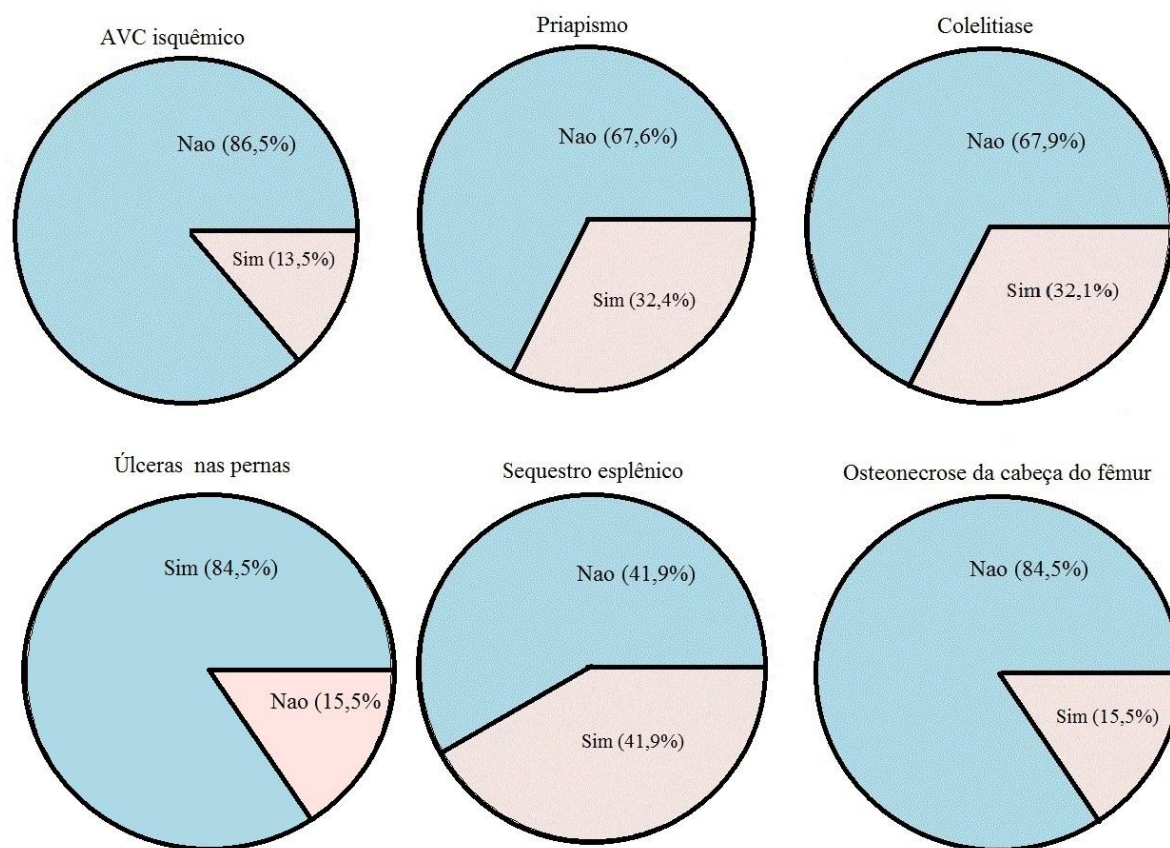 AVC isquêmico
Nao (86,5%)
Sim (13,5%)
Priapismo
Nao (67,6%)
Sim (32,4%)
Colelitiase
Nao (67,9%)
Sim (32,1%)
Úlceras nas pernas
Sim (84,5%)
Nao (15,5%
Sequestro esplênico
Nao (41,9%)
Sim (41,9%)
Osteonecrose da cabeça do fêmur
Nao (84,5%)
Sim (15,5%)